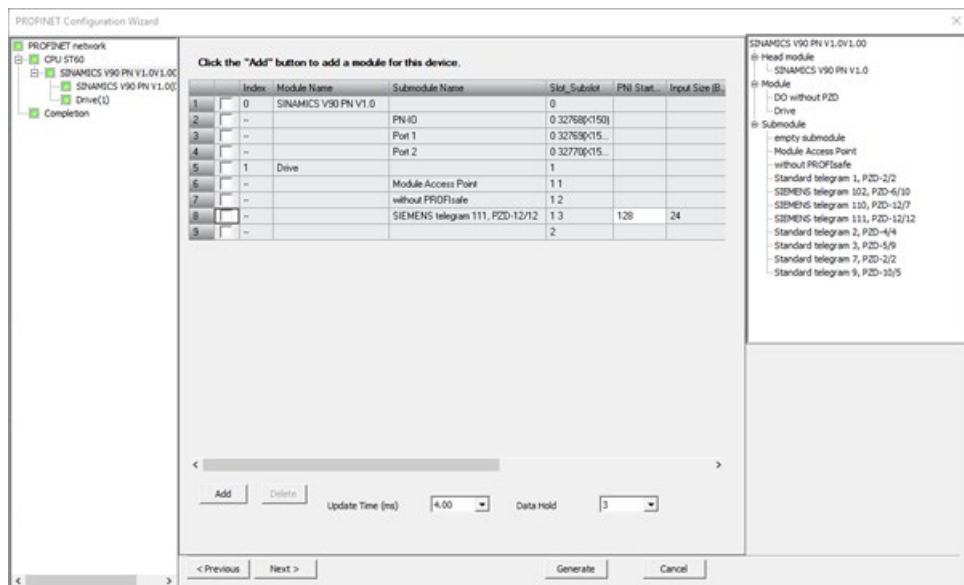 PROFINET Configuration Wizard
PROFINET network
CPU ST60
SINAMICS V90 PN V1.0V1.00
SINAMICS V90 PN V1.0(
Drive(1)
Completion
Click the "Add" button to add a module for this device.
Index Module Name Submodule Name Slot_Subslot PNI Start... Input Size (B...
1 0 SINAMICS V90 PN V1.0 0
2 -- PN-IO 0 32768(X150)
3 -- Port 1 0 32769(X15...
4 -- Port 2 0 32770(X15...
5 1 Drive 1
6 -- Module Access Point 1 1
7 -- without PROFIsafe 1 2
8 -- SIEMENS telegram 111, PZD-12/12 1 3 128 24
9 -- 2
Add Delete Update Time (ms) 4.00 Data Hold 3
< Previous Next > Generate Cancel
SINAMICS V90 PN V1.0V1.00
Head module
SINAMICS V90 PN V1.0
Module
DO without PZD
Drive
Submodule
empty submodule
Module Access Point
without PROFIsafe
Standard telegram 1, PZD-2/2
SIEMENS telegram 102, PZD-6/10
SIEMENS telegram 110, PZD-12/7
SIEMENS telegram 111, PZD-12/12
Standard telegram 2, PZD-4/4
Standard telegram 3, PZD-5/9
Standard telegram 7, PZD-2/2
Standard telegram 9, PZD-10/5